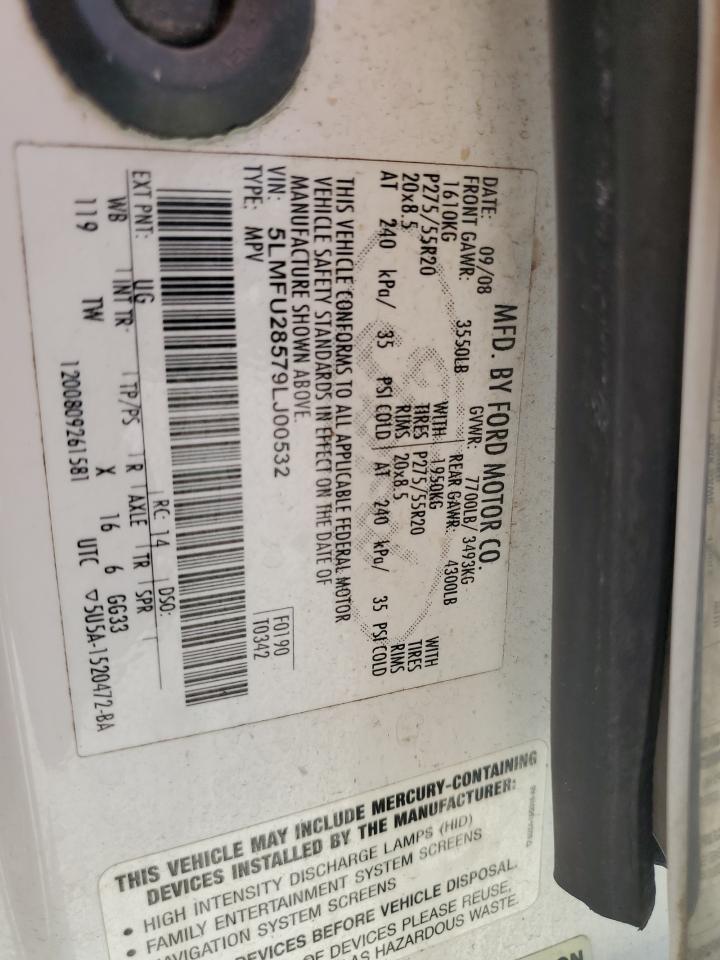 MFD. BY FORD MOTOR CO.
DATE: 09/08 GVWR: 7700LB/ 3493KG
FRONT GAWR: 3550LB REAR GAWR: 4300LB
1610KG WITH 1950KG WITH
P275/55R20 TIRES P275/55R20 TIRES
20x8.5 RIMS 20x8.5 RIMS
AT 240 kPa/ 35 PSI COLD AT 240 kPa/ 35 PSI COLD
THIS VEHICLE CONFORMS TO ALL APPLICABLE FEDERAL MOTOR
VEHICLE SAFETY STANDARDS IN EFFECT ON THE DATE OF
MANUFACTURE SHOWN ABOVE.
VIN: 5LMFU28579LJ00532 F0190
TYPE: MPV T0342
EXT PNT: UG RC: 14 DSO:
WB INT TR: TP/PS R AXLE TR SPR
119 TW X 16 6 GG33
1200809261581 UTC ▽5U5A-1520472-BA
THIS VEHICLE MAY INCLUDE MERCURY-CONTAINING
DEVICES INSTALLED BY THE MANUFACTURER:
• HIGH INTENSITY DISCHARGE LAMPS (HID)
• FAMILY ENTERTAINMENT SYSTEM SCREENS
• NAVIGATION SYSTEM SCREENS
DEVICES BEFORE VEHICLE DISPOSAL.
OF DEVICES PLEASE REUSE,
AS HAZARDOUS WASTE.